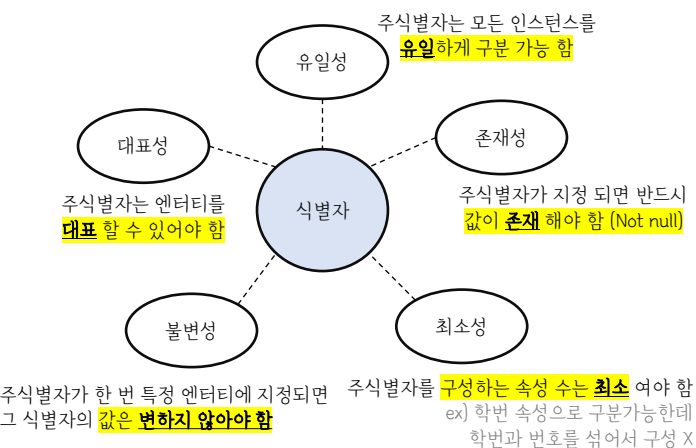 주식별자는 모든 인스턴스를
유일하게 구분 가능 함
유일성
대표성
존재성
주식별자는 엔터티를
대표 할 수 있어야 함
식별자
주식별자가 지정 되면 반드시
값이 존재 해야 함 (Not null)
불변성
최소성
주식별자가 한 번 특정 엔터티에 지정되면
그 식별자의 값은 변하지 않아야 함
주식별자를 구성하는 속성 수는 최소 여야 함
ex) 학번 속성으로 구분가능한데
학번과 번호를 섞어서 구성 X